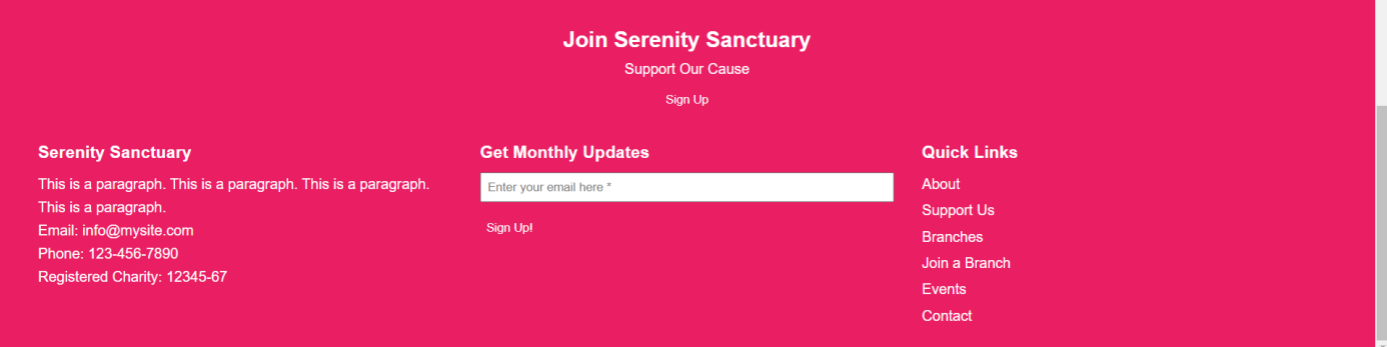 Join Serenity Sanctuary
Support Our Cause
Sign Up
Serenity Sanctuary
This is a paragraph. This is a paragraph. This is a paragraph.
This is a paragraph.
Email: info@mysite.com
Phone: 123-456-7890
Registered Charity: 12345-67
Get Monthly Updates
Enter your email here *
Sign Up!
Quick Links
About
Support Us
Branches
Join a Branch
Events
Contact